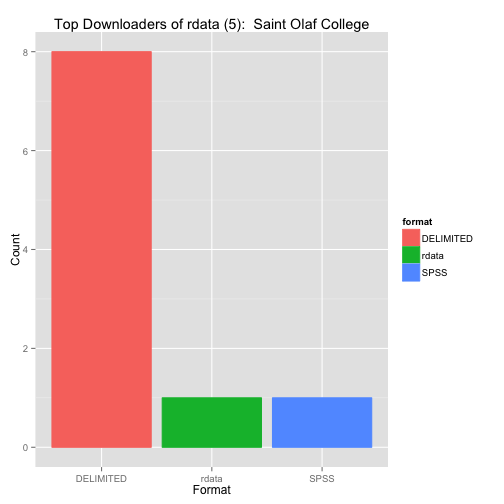 Top Downloaders of rdata (5):  Saint Olaf College
8
6
4
2
0
Count
DELIMITED rdata SPSS
Format
format
DELIMITED
rdata
SPSS